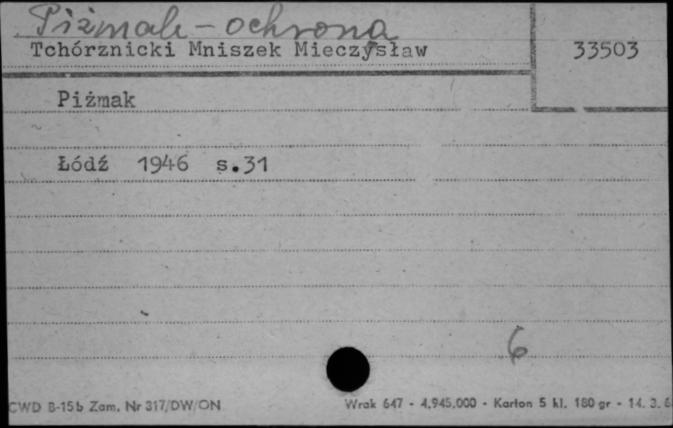 Piżmak - ochrona
Tchórznicki Mniszek Mieczysław
33503
Piżmak
Łódź 1946 s.31
6
CWD B-15b Zam. Nr 317/DW/ON
Wrak 647 - 4.945.000 - Karton 5 kl. 180 gr - 14. 3. 6